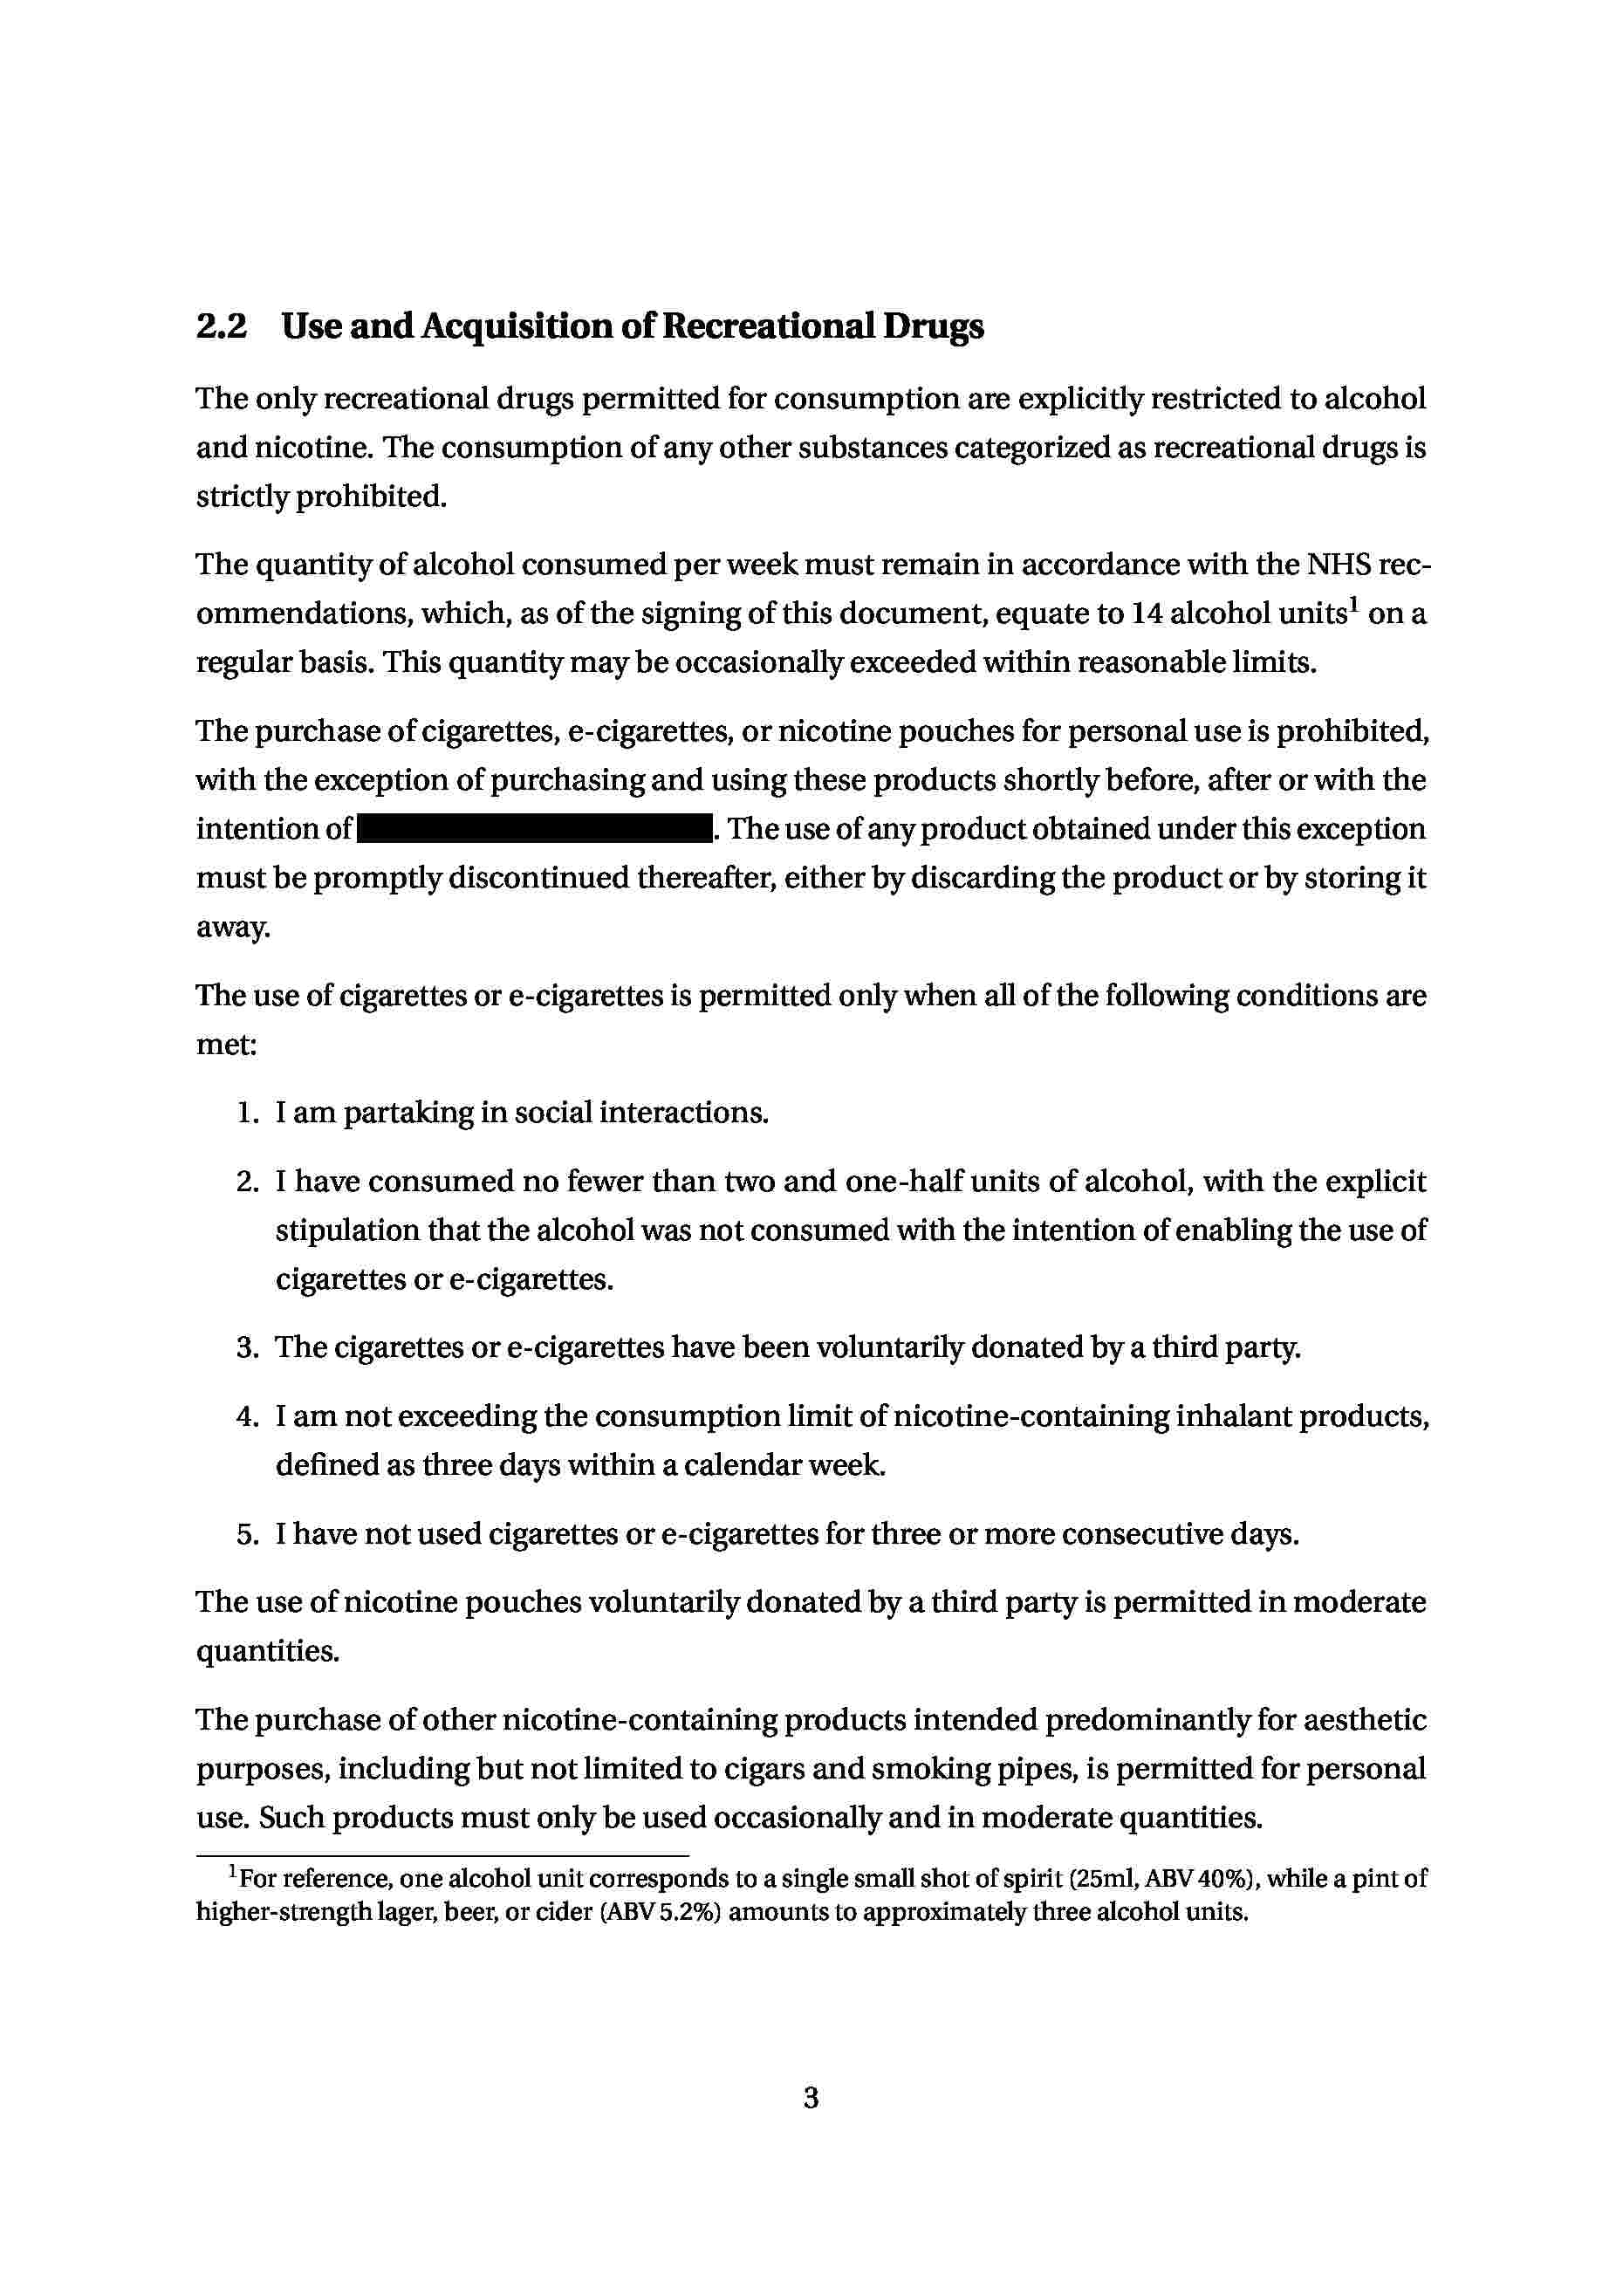 2.2 Use and Acquisition of Recreational Drugs
The only recreational drugs permitted for consumption are explicitly restricted to alcohol
and nicotine. The consumption of any other substances categorized as recreational drugs is
strictly prohibited.
The quantity of alcohol consumed per week must remain in accordance with the NHS rec-
ommendations, which, as of the signing of this document, equate to 14 alcohol units¹ on a
regular basis. This quantity may be occasionally exceeded within reasonable limits.
The purchase of cigarettes, e-cigarettes, or nicotine pouches for personal use is prohibited,
with the exception of purchasing and using these products shortly before, after or with the
intention of . The use of any product obtained under this exception
must be promptly discontinued thereafter, either by discarding the product or by storing it
away.
The use of cigarettes or e-cigarettes is permitted only when all of the following conditions are
met:
1. I am partaking in social interactions.
2. I have consumed no fewer than two and one-half units of alcohol, with the explicit
stipulation that the alcohol was not consumed with the intention of enabling the use of
cigarettes or e-cigarettes.
3. The cigarettes or e-cigarettes have been voluntarily donated by a third party.
4. I am not exceeding the consumption limit of nicotine-containing inhalant products,
defined as three days within a calendar week.
5. I have not used cigarettes or e-cigarettes for three or more consecutive days.
The use of nicotine pouches voluntarily donated by a third party is permitted in moderate
quantities.
The purchase of other nicotine-containing products intended predominantly for aesthetic
purposes, including but not limited to cigars and smoking pipes, is permitted for personal
use. Such products must only be used occasionally and in moderate quantities.
¹For reference, one alcohol unit corresponds to a single small shot of spirit (25ml, ABV 40%), while a pint of
higher-strength lager, beer, or cider (ABV 5.2%) amounts to approximately three alcohol units.
3